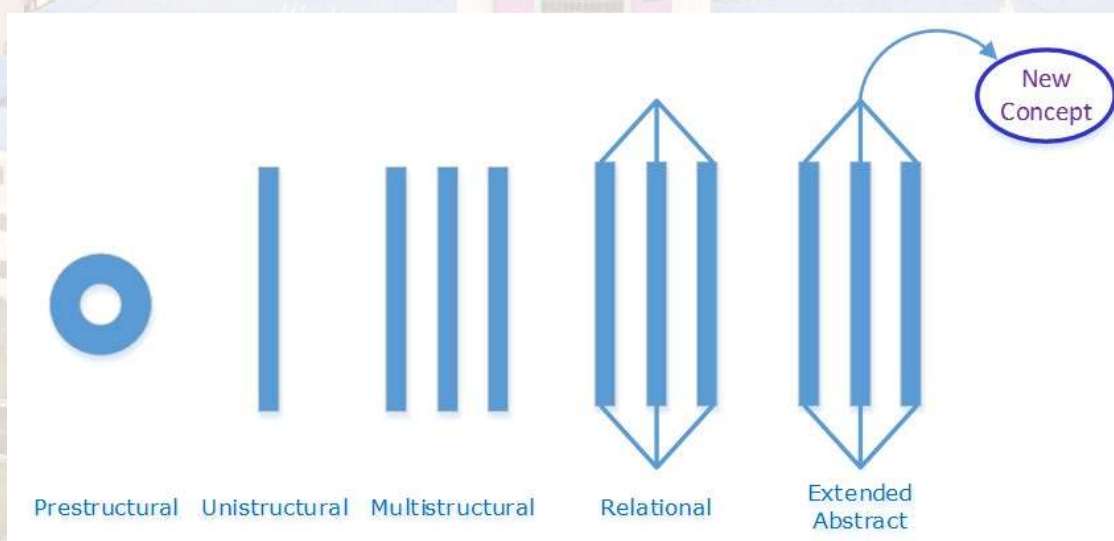 New
Concept
Prestructural
Unistructural
Multistructural
Relational
Extended
Abstract